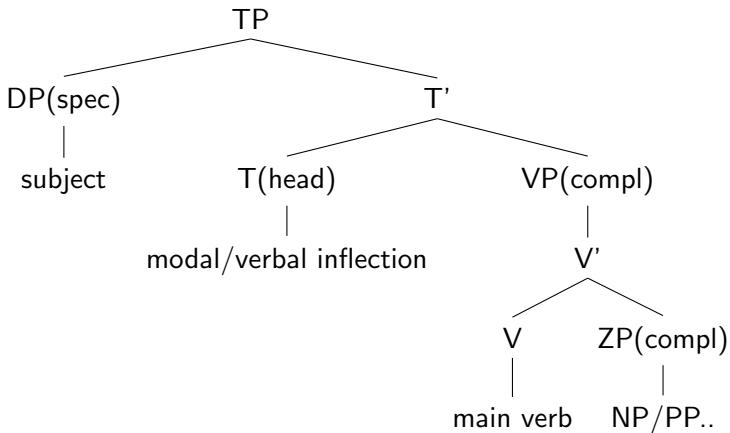 TP
DP(spec) T'
subject T(head) VP(compl)
modal/verbal inflection V'
V ZP(compl)
main verb NP/PP..